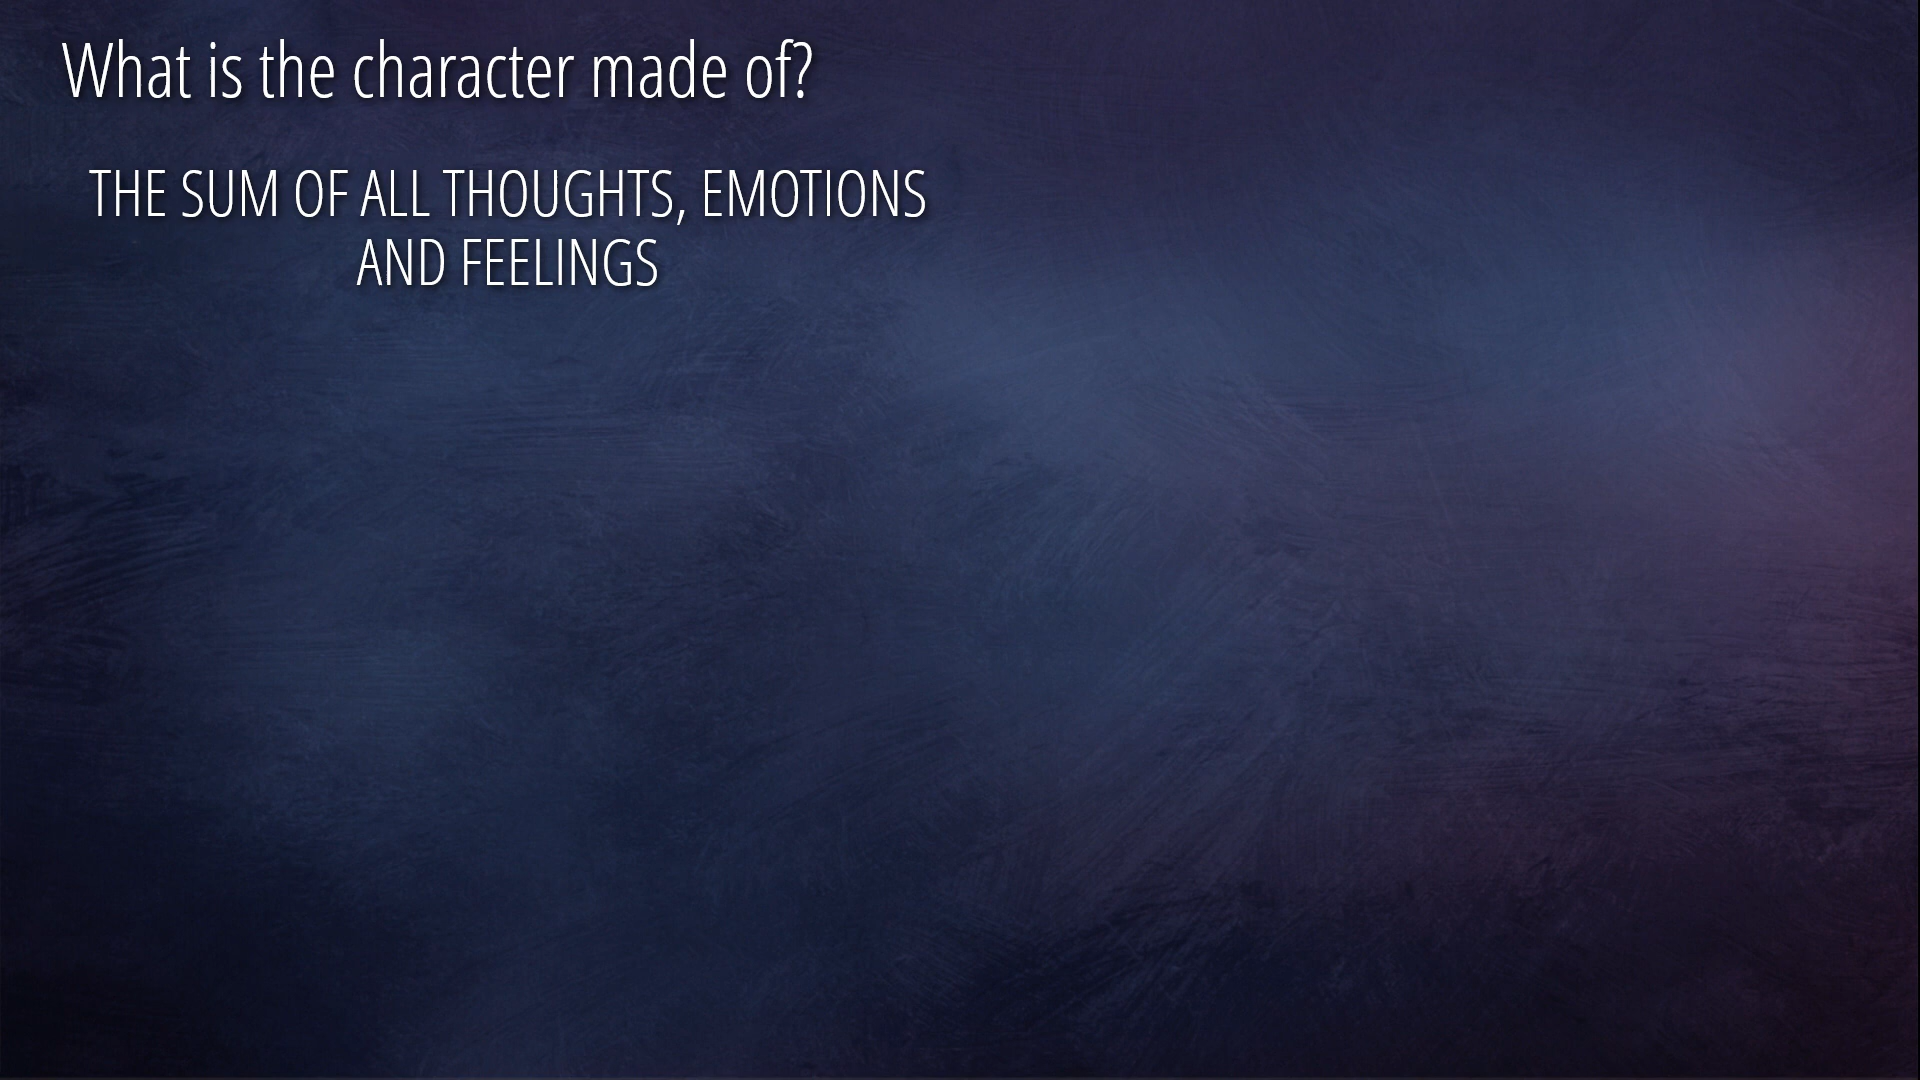 What is the character made of?
THE SUM OF ALL THOUGHTS, EMOTIONS
AND FEELINGS